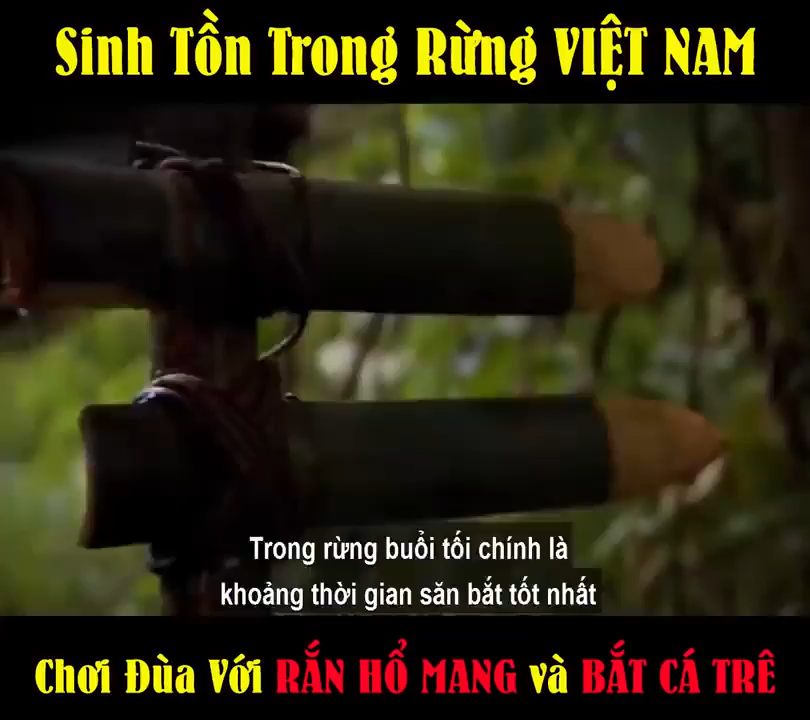 Sinh Tồn Trong Rừng VIỆT NAM
Trong rừng buổi tối chính là
khoảng thời gian săn bắt tốt nhất
Chơi Đùa Với RẮN HỔ MANG và BẮT CÁ TRÊ